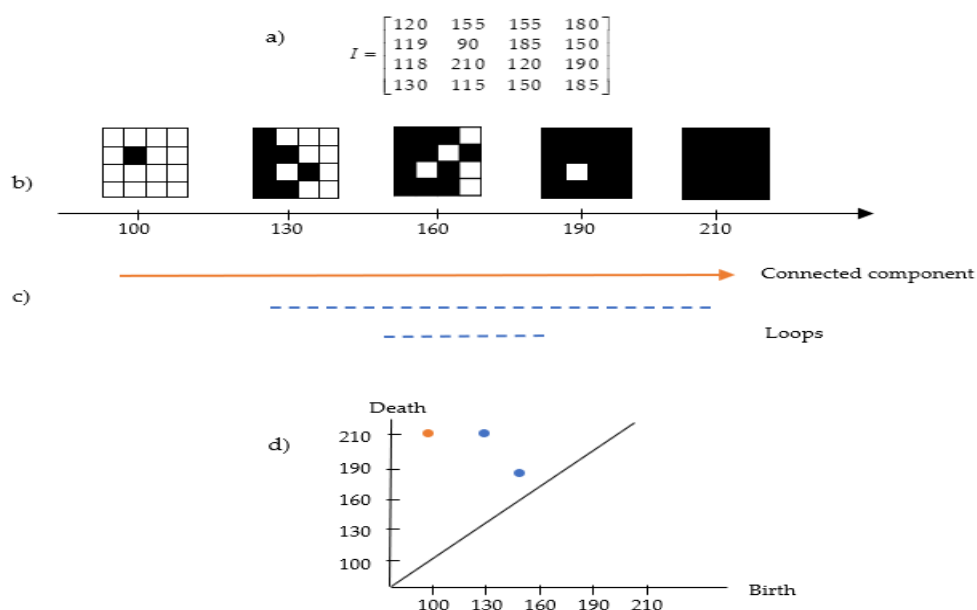 a)
I =
120 155 155 180
119 90 185 150
118 210 120 190
130 115 150 185
b)
100 130 160 190 210
Connected component
c)
Loops
Death
d)
210
190
160
130
100
Birth
100 130 160 190 210